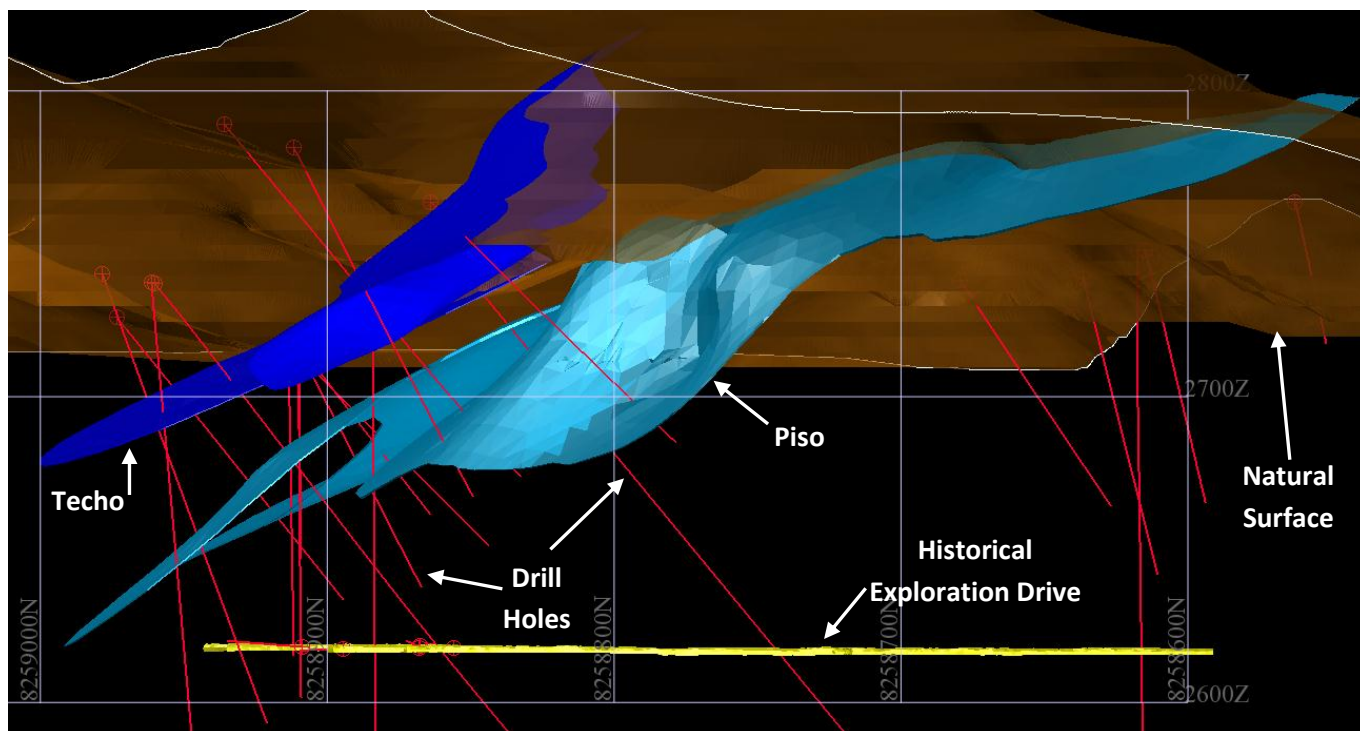 2800Z
2700Z
Piso
Techo
Natural
Surface
Historical
Exploration Drive
Drill
Holes
8259000N
8258900N
8258800N
8258700N
8258600N
2600Z